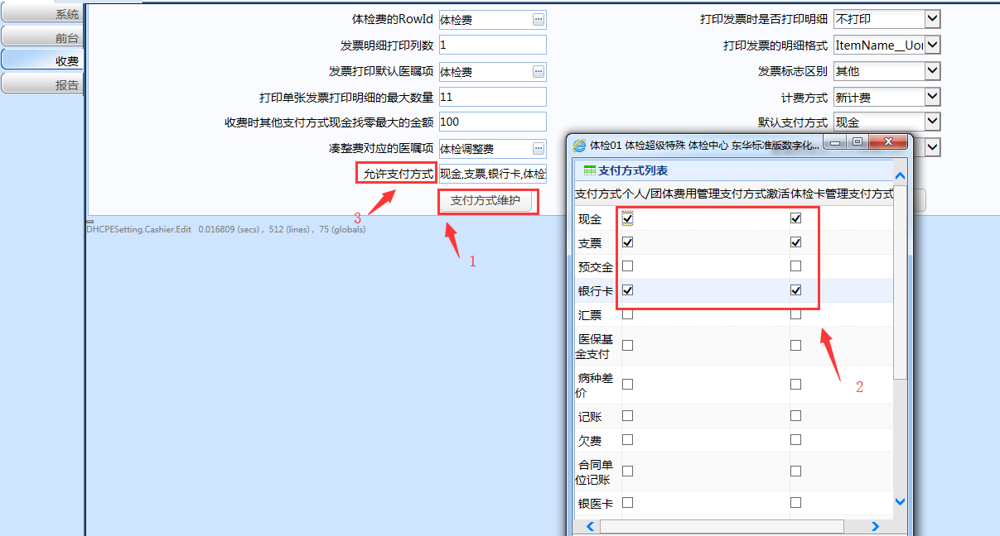 系统
前台
收费
报告
体检费的RowId 体检费
打印发票时是否打印明细 不打印
发票明细打印列数 1
打印发票的明细格式 ItemName__Uor
发票打印默认医瞩项 体检费
发票标志区别 其他
打印单张发票打印明细的最大数量 11
计费方式 新计费
收费时其他支付方式现金找零最大的金额 100
默认支付方式 现金
凑整费对应的医瞩项 体检调整费
允许支付方式 现金,支票,银行卡,体检
支付方式维护
3
1
DHCPESetting.Cashier.Edit 0.016809 (secs) , 512 (lines) , 75 (globals)
体检01 体检超级特殊 体检中心 东华标准版数字化...
支付方式列表
支付方式 个人/团体费用管理支付方式 激活体检卡管理支付方式
现金
支票
预交金
银行卡
汇票
医保基
金支付
病种差
价
记账
欠费
合同单
位记账
银医卡
2